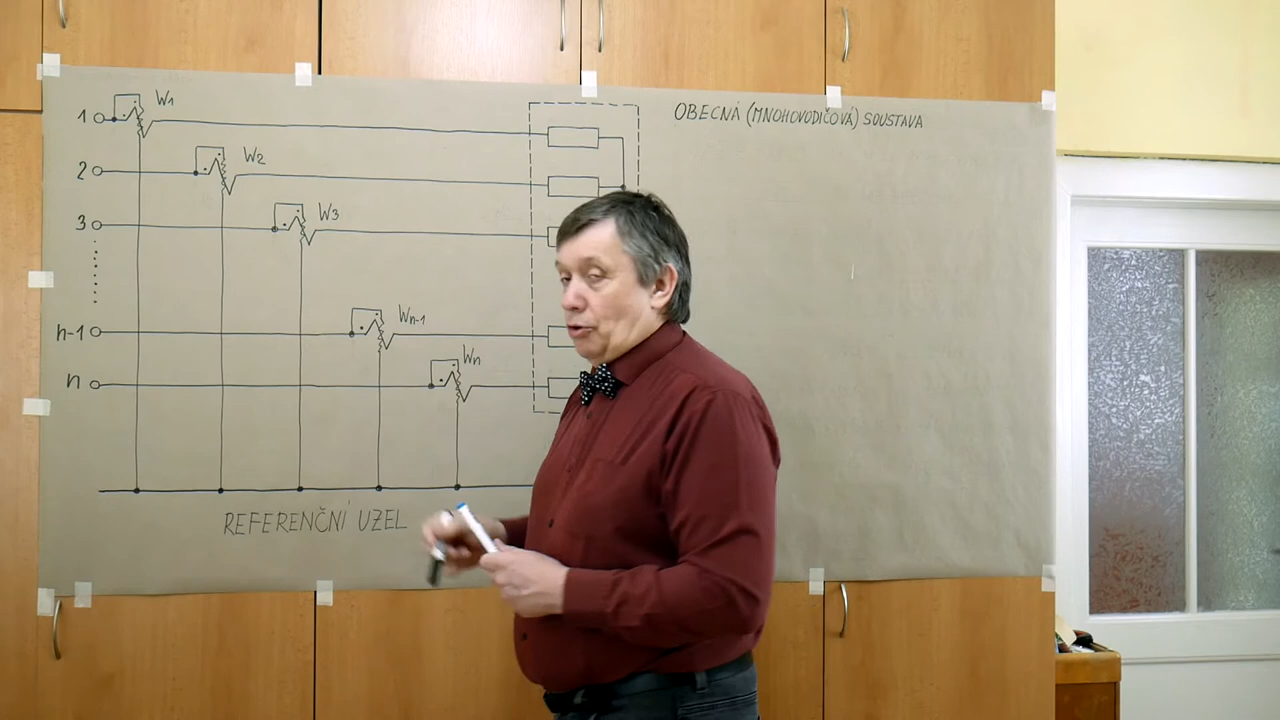 OBECNÁ (MNOHOVODIČOVÁ) SOUSTAVA
1 W1
2 W2
3 W3
n-1 Wn-1
n Wn
REFERENČNÍ UZEL